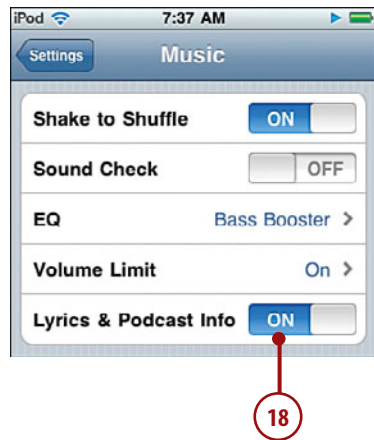 iPod 7:37 AM
Settings Music
Shake to Shuffle ON
Sound Check OFF
EQ Bass Booster >
Volume Limit On >
Lyrics & Podcast Info ON
18